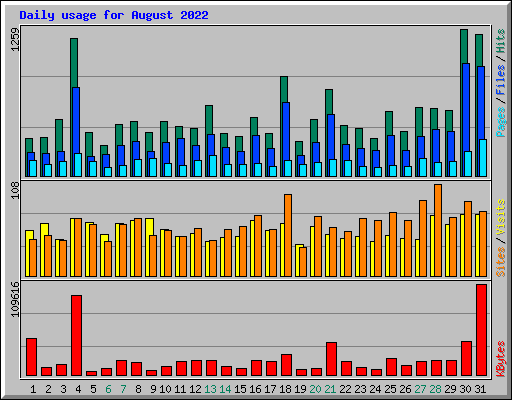 Daily usage for August 2022
1259
Pages / Files / Hits
108
Sites / Visits
109616
KBytes
1 2 3 4 5 6 7 8 9 10 11 12 13 14 15 16 17 18 19 20 21 22 23 24 25 26 27 28 29 30 31